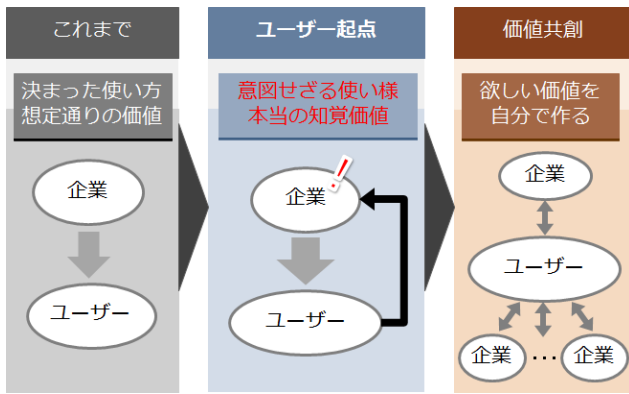 これまで
決まった使い方
想定通りの価値
企業
ユーザー
ユーザー起点
意図せざる使い様
本当の知覚価値
企業
!
ユーザー
価値共創
欲しい価値を
自分で作る
企業
ユーザー
企業 … 企業